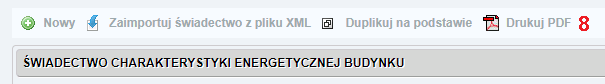 Nowy Zaimportuj świadectwo z pliku XML Duplikuj na podstawie Drukuj PDF 8
ŚWIADECTWO CHARAKTERYSTYKI ENERGETYCZNEJ BUDYNKU